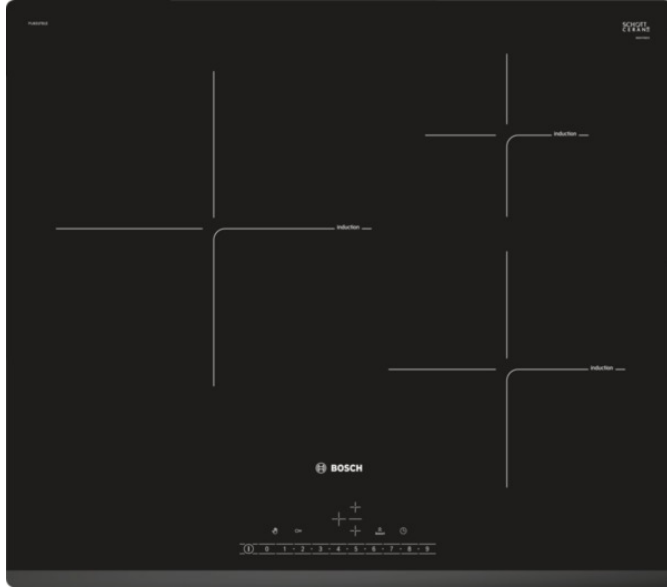 SCHOTT
CERAN®
induction
induction
induction
BOSCH
0 1 • 2 • 3 • 4 • 5 • 6 • 7 • 8 • 9